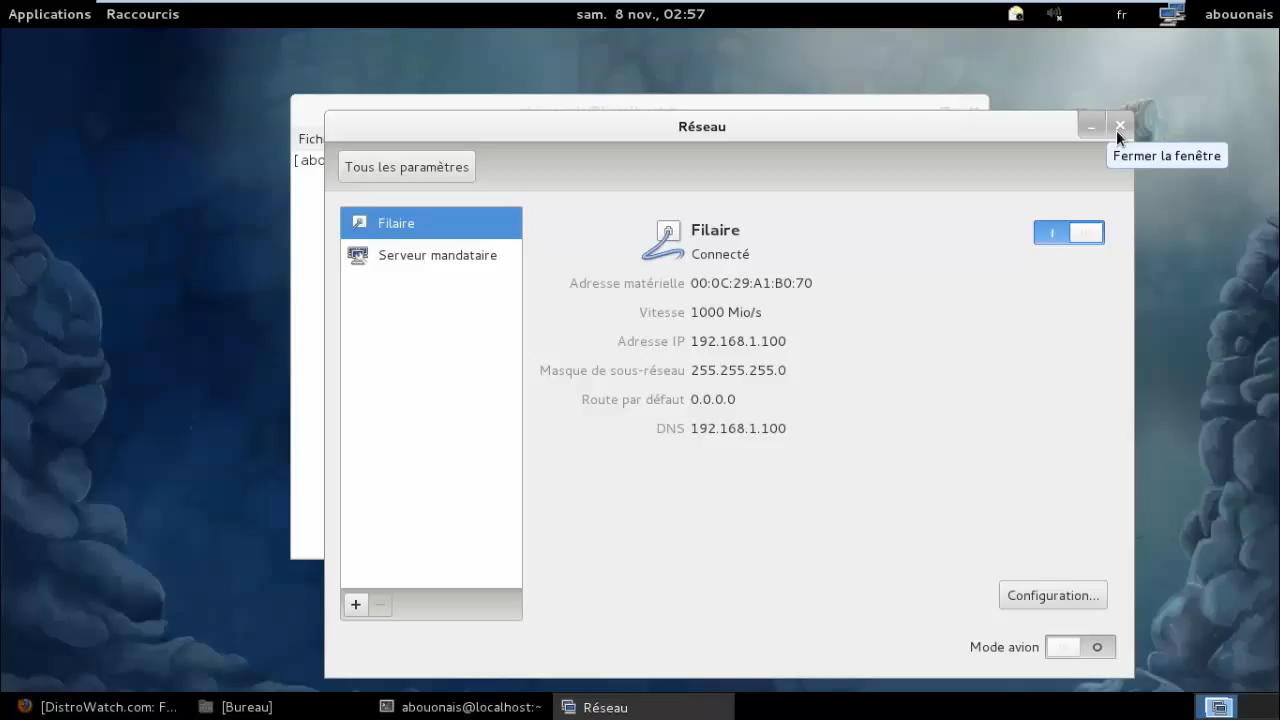 Applications Raccourcis sam. 8 nov., 02:57 fr abouonais
Réseau
Fich
[abo
Tous les paramètres
Fermer la fenêtre
Filaire
Serveur mandataire
Filaire
Connecté
Adresse matérielle 00:0C:29:A1:B0:70
Vitesse 1000 Mio/s
Adresse IP 192.168.1.100
Masque de sous-réseau 255.255.255.0
Route par défaut 0.0.0.0
DNS 192.168.1.100
Configuration...
Mode avion
[DistroWatch.com: F... [Bureau] abouonais@localhost:~ Réseau